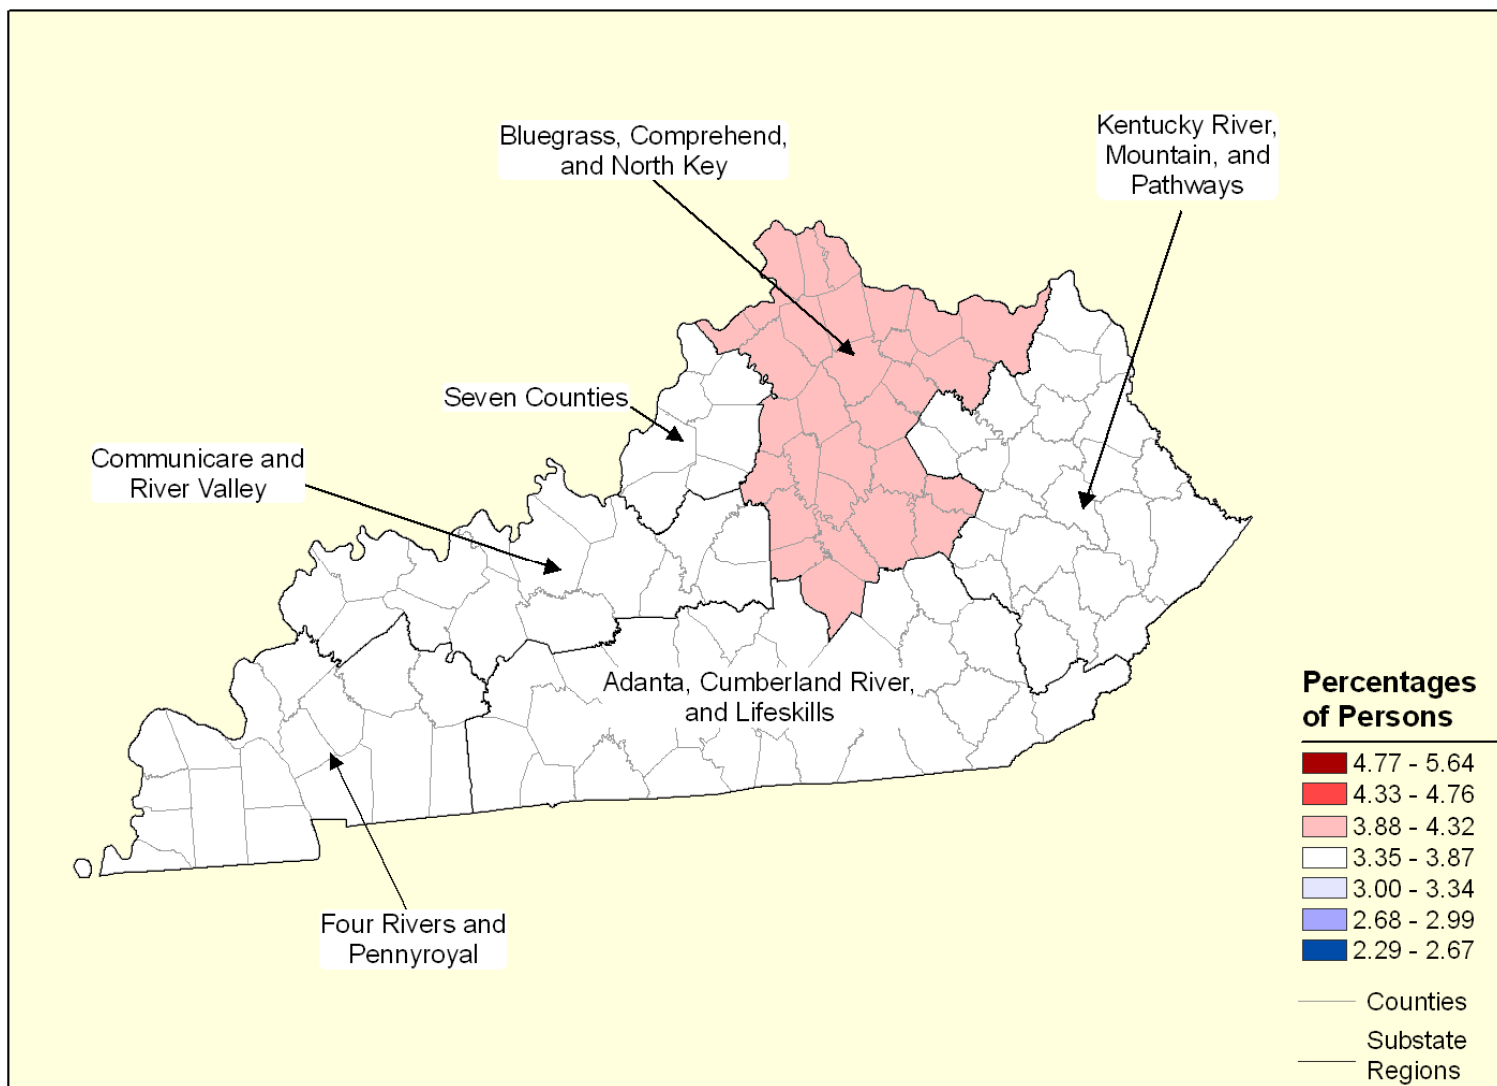 Bluegrass, Comprehend,
and North Key
Kentucky River,
Mountain, and
Pathways
Seven Counties
Communicare and
River Valley
Adanta, Cumberland River,
and Lifeskills
Four Rivers and
Pennyroyal
Percentages
of Persons
4.77 - 5.64
4.33 - 4.76
3.88 - 4.32
3.35 - 3.87
3.00 - 3.34
2.68 - 2.99
2.29 - 2.67
Counties
Substate
Regions